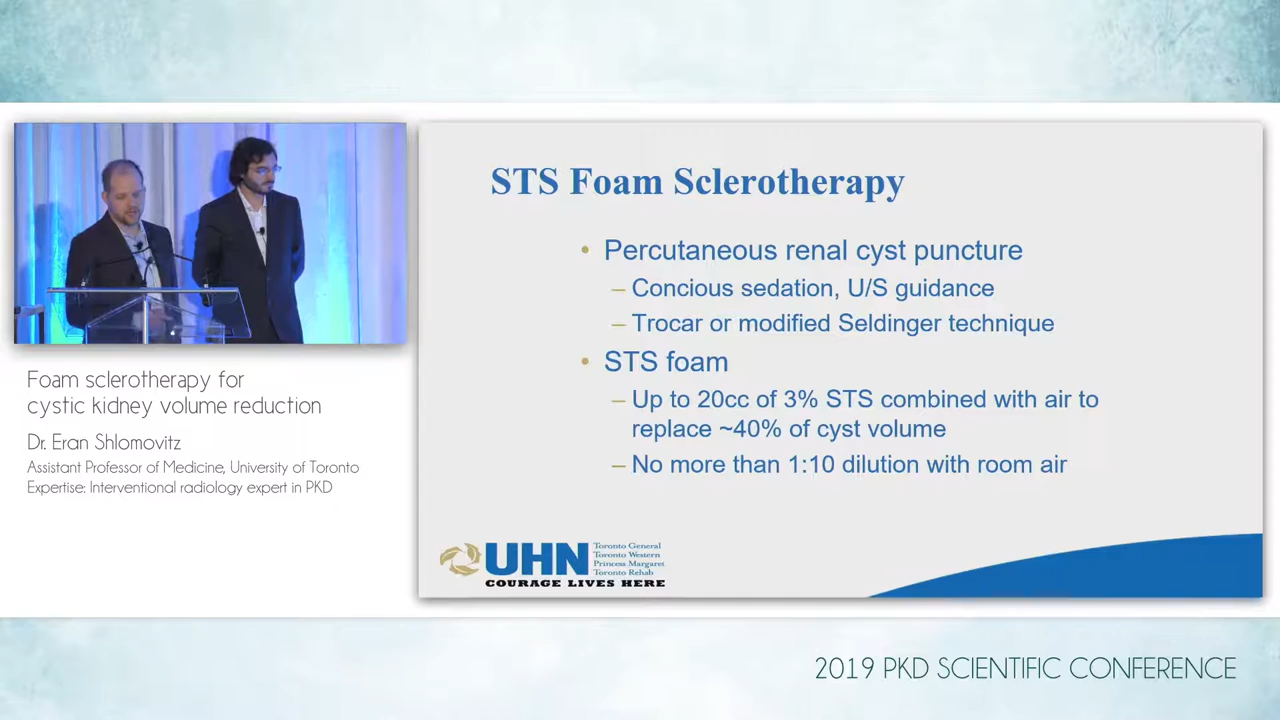 STS Foam Sclerotherapy
• Percutaneous renal cyst puncture
– Concious sedation, U/S guidance
– Trocar or modified Seldinger technique
• STS foam
– Up to 20cc of 3% STS combined with air to
replace ~40% of cyst volume
– No more than 1:10 dilution with room air
UHN
Toronto General
Toronto Western
Princess Margaret
Toronto Rehab
COURAGE LIVES HERE
Foam sclerotherapy for
cystic kidney volume reduction
Dr. Eran Shlomovitz
Assistant Professor of Medicine, University of Toronto
Expertise: Interventional radiology expert in PKD
2019 PKD SCIENTIFIC CONFERENCE